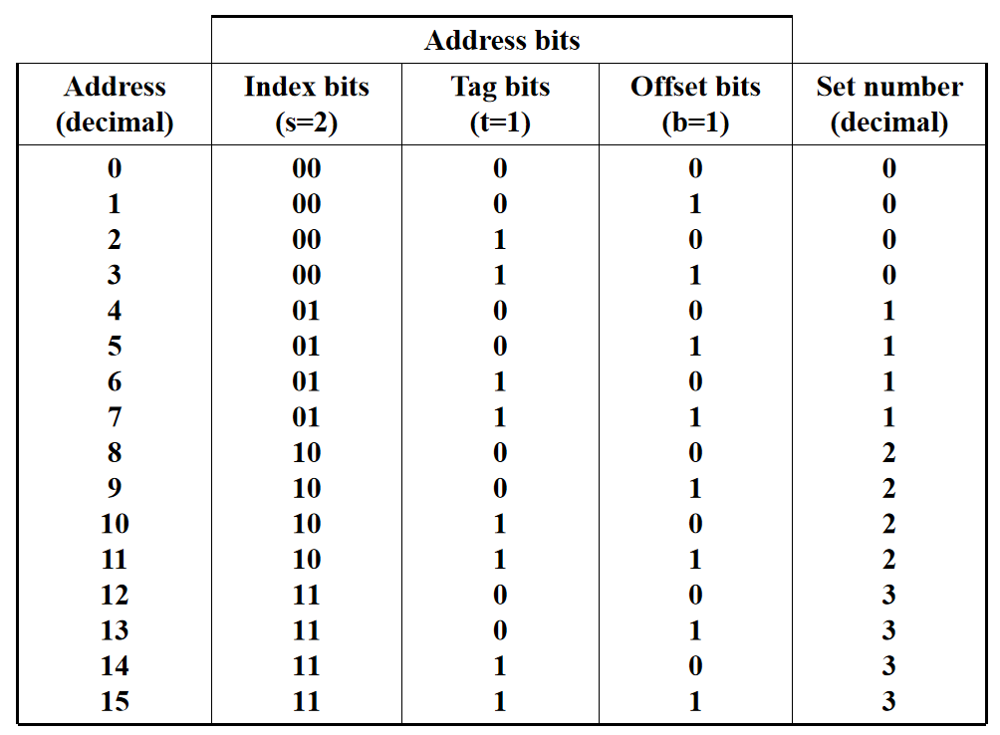 Address bits
Address Index bits Tag bits Offset bits Set number
(decimal) (s=2) (t=1) (b=1) (decimal)
0 00 0 0 0
1 00 0 1 0
2 00 1 0 0
3 00 1 1 0
4 01 0 0 1
5 01 0 1 1
6 01 1 0 1
7 01 1 1 1
8 10 0 0 2
9 10 0 1 2
10 10 1 0 2
11 10 1 1 2
12 11 0 0 3
13 11 0 1 3
14 11 1 0 3
15 11 1 1 3